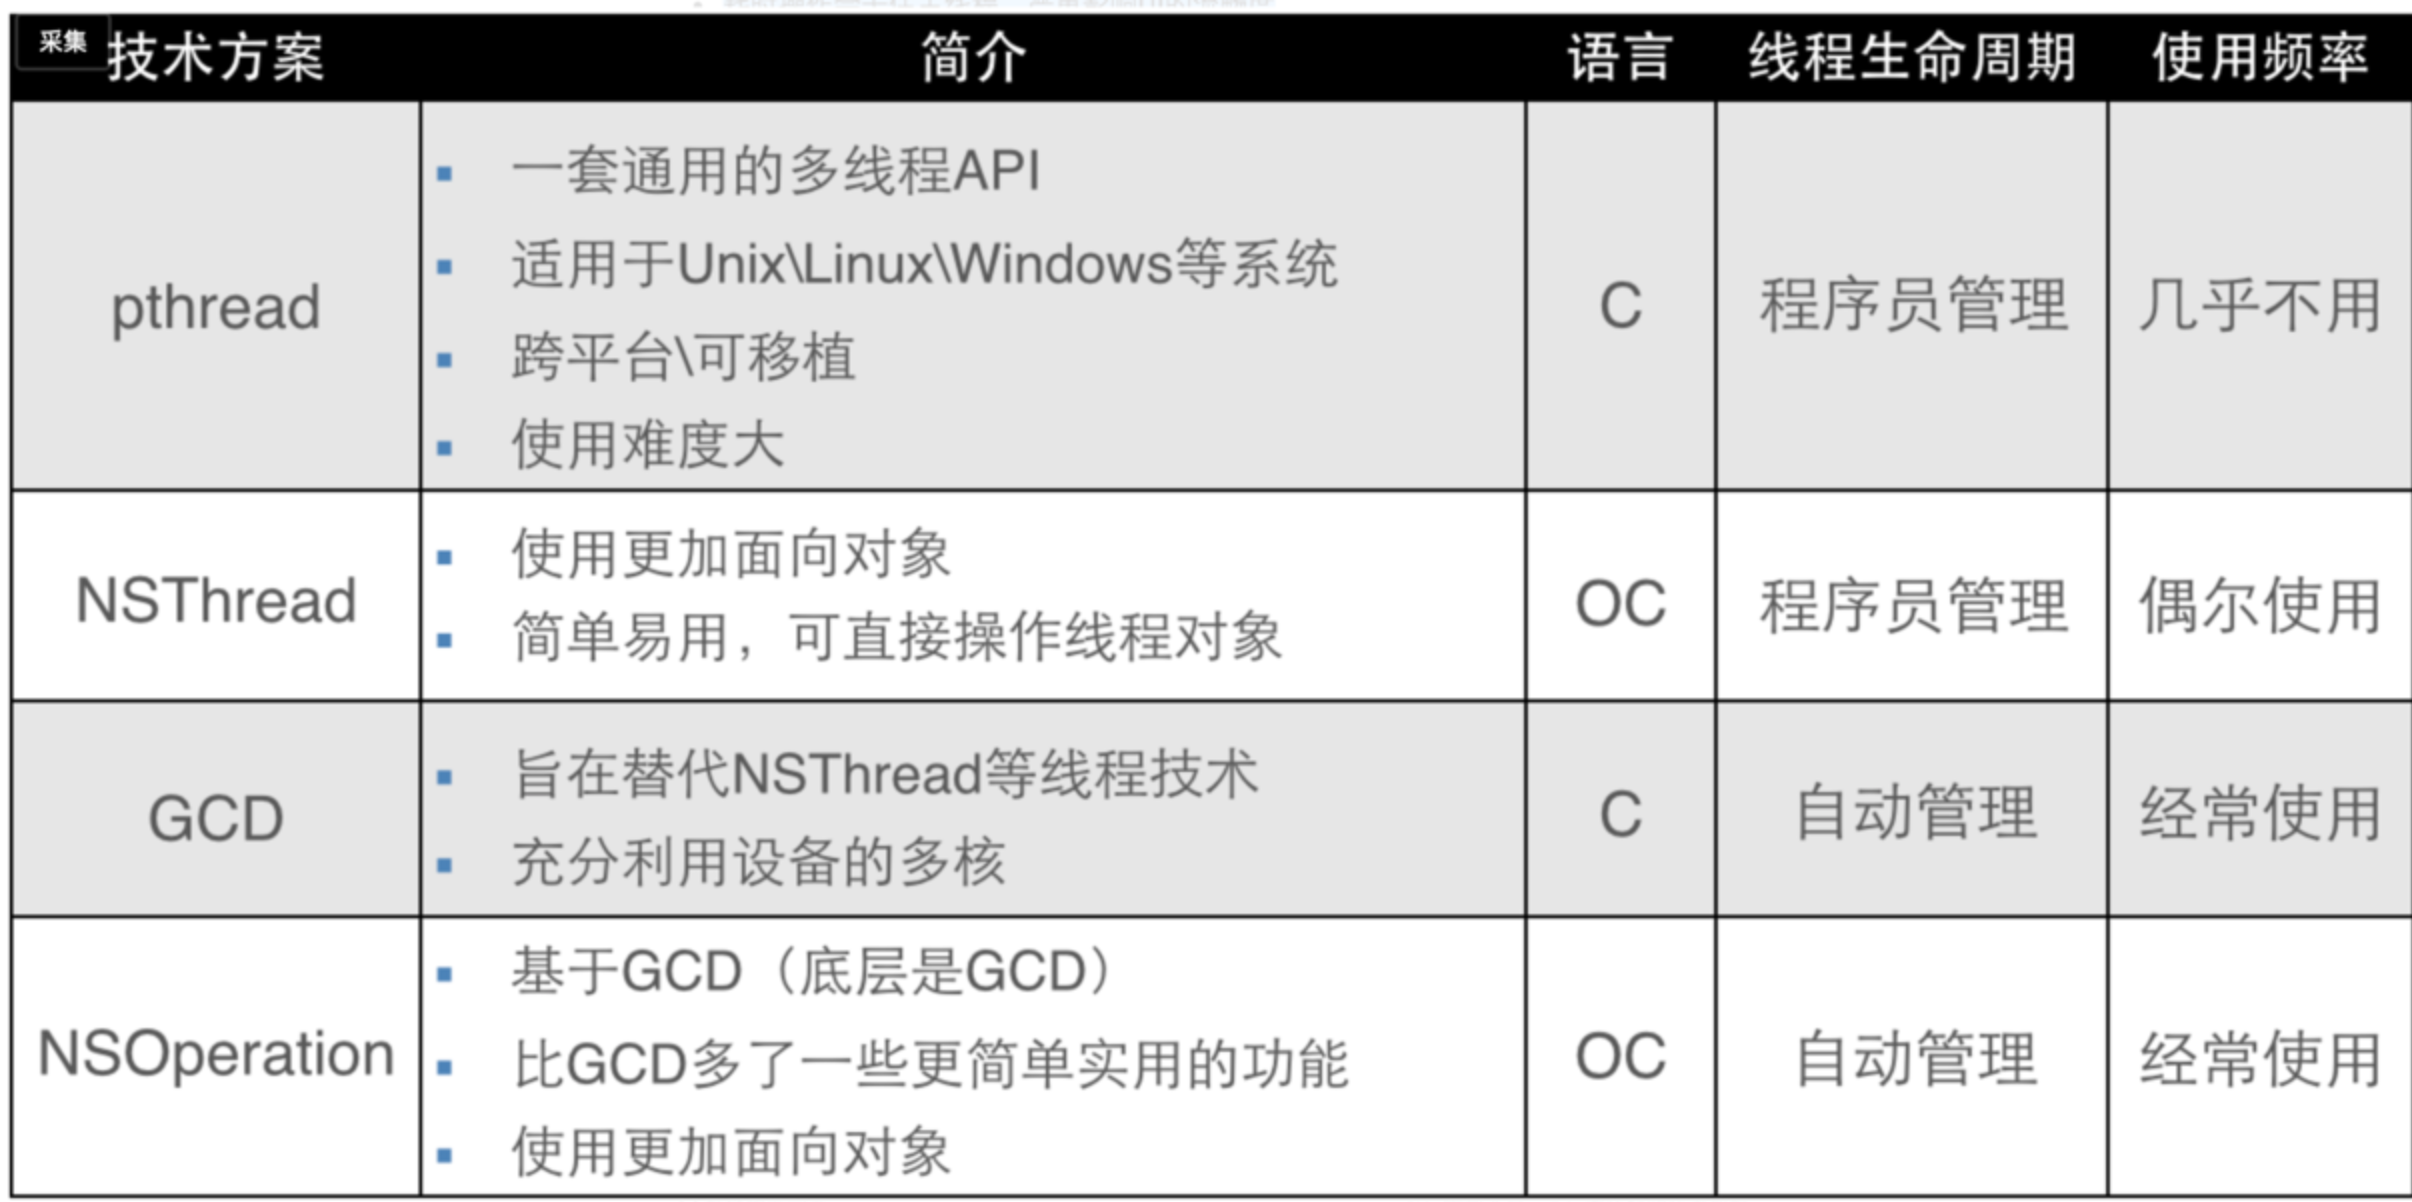 采集
技术方案 简介 语言 线程生命周期 使用频率
pthread
一套通用的多线程API
适用于Unix\Linux\Windows等系统
跨平台\可移植
使用难度大
C
程序员管理
几乎不用
NSThread
使用更加面向对象
简单易用，可直接操作线程对象
OC
程序员管理
偶尔使用
GCD
旨在替代NSThread等线程技术
充分利用设备的多核
C
自动管理
经常使用
NSOperation
基于GCD（底层是GCD）
比GCD多了一些更简单实用的功能
使用更加面向对象
OC
自动管理
经常使用